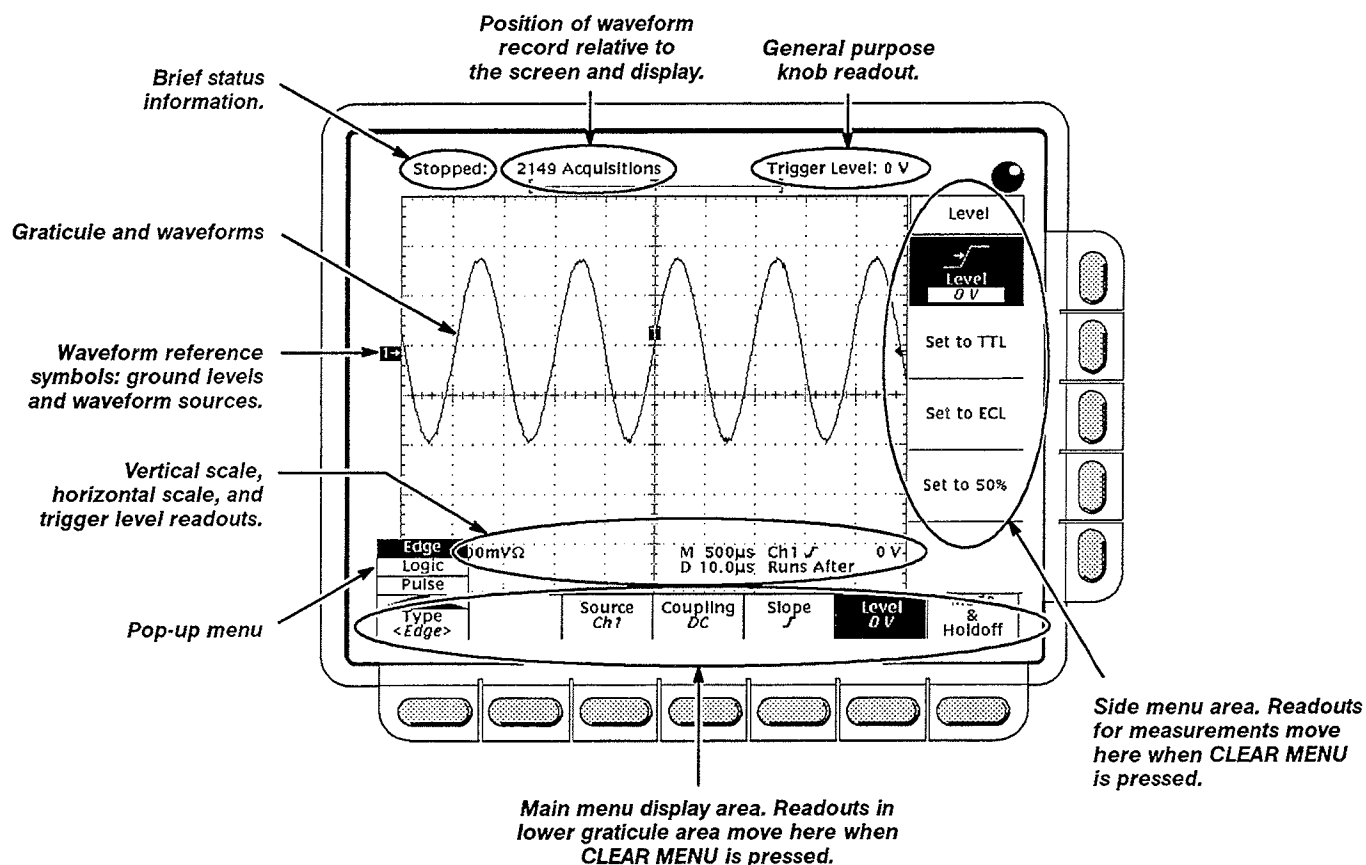 Position of waveform
record relative to
the screen and display.
General purpose
knob readout.
Brief status
information.
Stopped:
2149 Acquisitions
Trigger Level: 0 V
Level
Graticule and waveforms
Level
0 V
T
Set to TTL
1→
Waveform reference
symbols: ground levels
and waveform sources.
Set to ECL
Set to 50%
Vertical scale,
horizontal scale, and
trigger level readouts.
Edge
Logic
Pulse
00mVΩ
M 500µs Ch1 0 V
D 10.0µs Runs After
Pop-up menu
Type
<Edge>
Source
Ch1
Coupling
DC
Slope
Level
0 V
&
Holdoff
Side menu area. Readouts
for measurements move
here when CLEAR MENU
is pressed.
Main menu display area. Readouts in
lower graticule area move here when
CLEAR MENU is pressed.